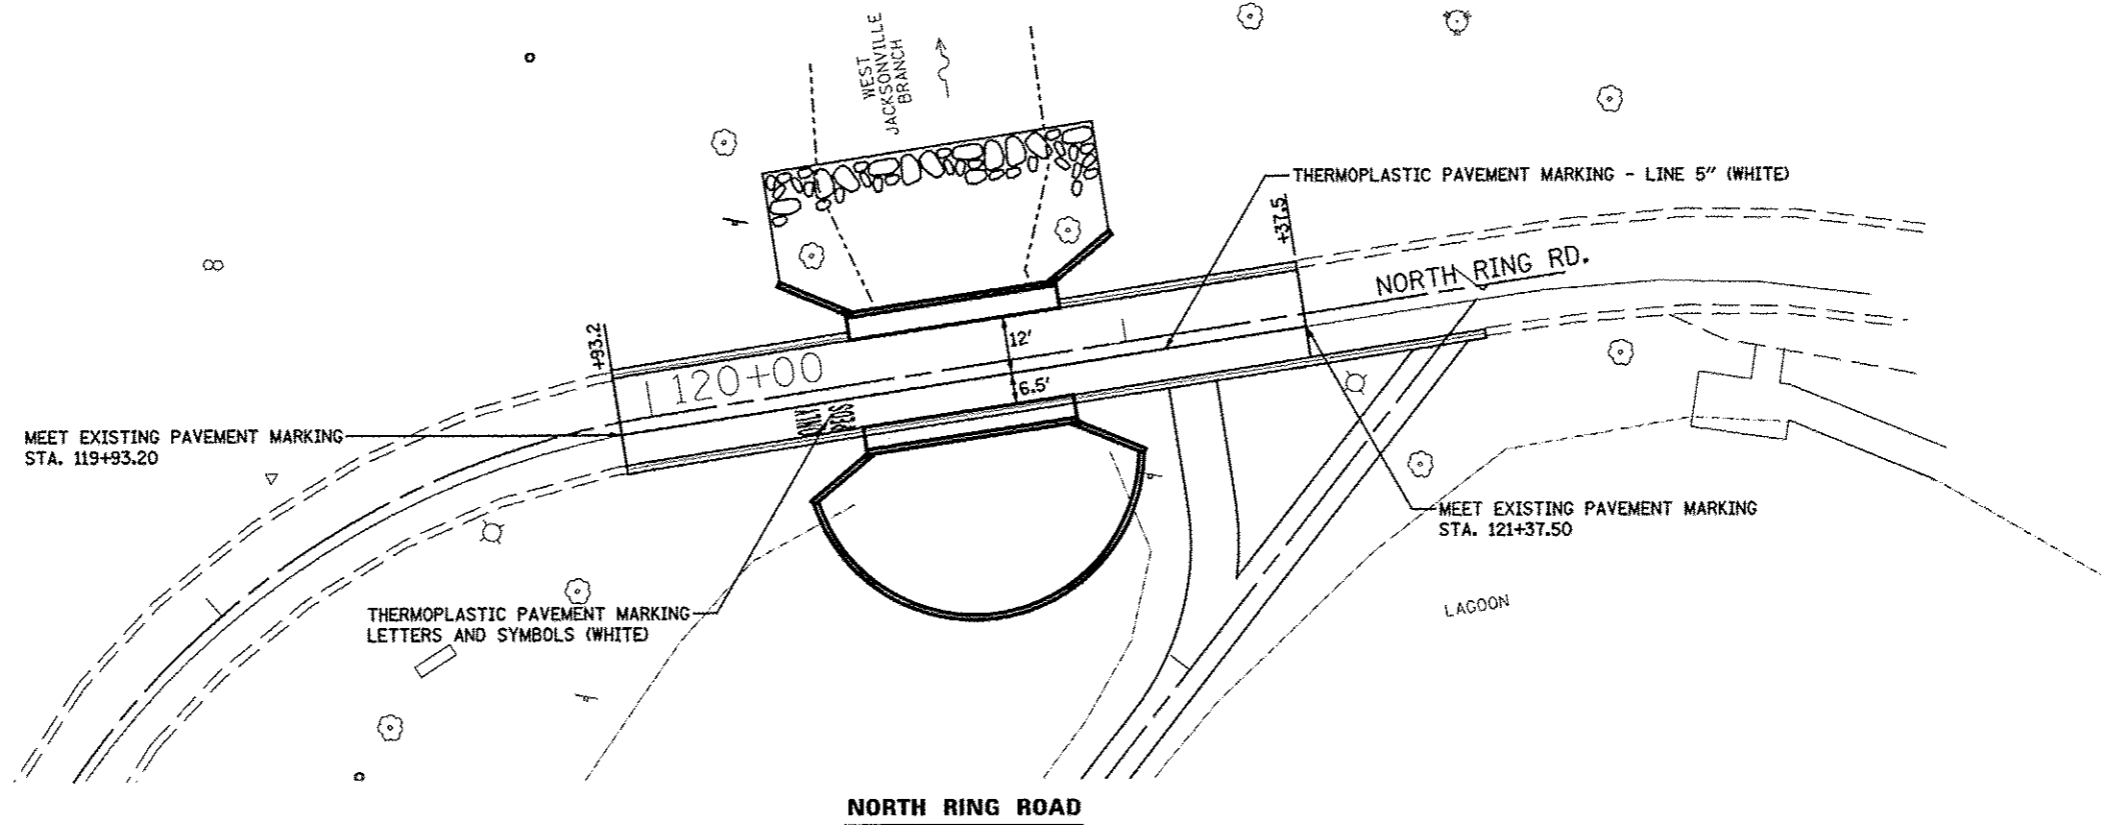 WEST
JACKSONVILLE
BRANCH
THERMOPLASTIC PAVEMENT MARKING - LINE 5" (WHITE)
+37.5
NORTH RING RD.
+93.2
12'
120+00
6.5'
ONLY
PEDS
MEET EXISTING PAVEMENT MARKING
STA. 119+93.20
MEET EXISTING PAVEMENT MARKING
STA. 121+37.50
THERMOPLASTIC PAVEMENT MARKING
LETTERS AND SYMBOLS (WHITE)
LAGOON
NORTH RING ROAD